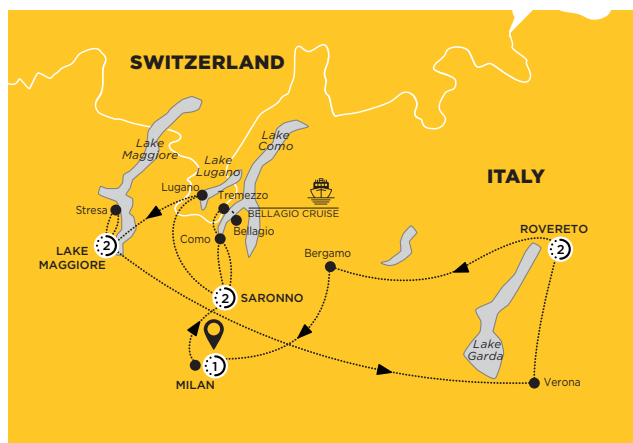 SWITZERLAND
Lake
Maggiore
Lake
Lugano
Lake
Como
ITALY
Lugano
Tremezzo
Stresa
BELLAGIO CRUISE
Bellagio
Como
ROVERETO
2
LAKE
MAGGIORE
2
Bergamo
2
SARONNO
Lake
Garda
1
MILAN
Verona